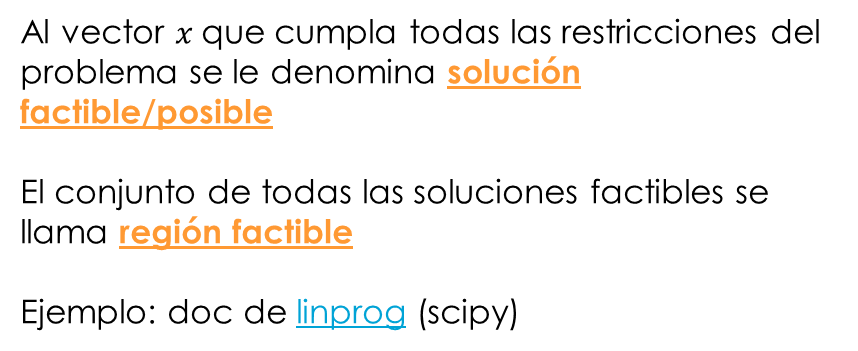 Al vector x que cumpla todas las restricciones del
problema se le denomina solución
factible/posible
El conjunto de todas las soluciones factibles se
llama región factible
Ejemplo: doc de linprog (scipy)